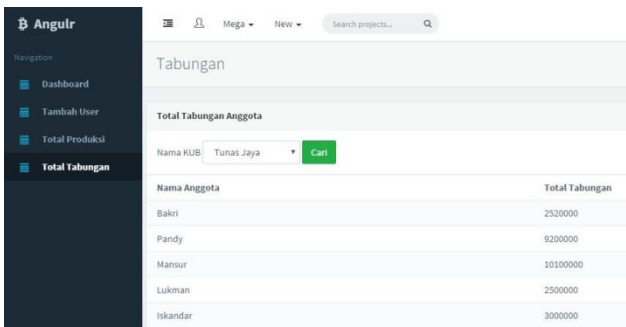 Angulr
Mega New Search projects...
Navigation
Dashboard
Tambah User
Total Produksi
Total Tabungan
Tabungan
Total Tabungan Anggota
Nama KUB Tunas Jaya Cari
Nama Anggota Total Tabungan
Bakri 2520000
Pandy 9200000
Mansur 10100000
Lukman 2500000
Iskandar 3000000